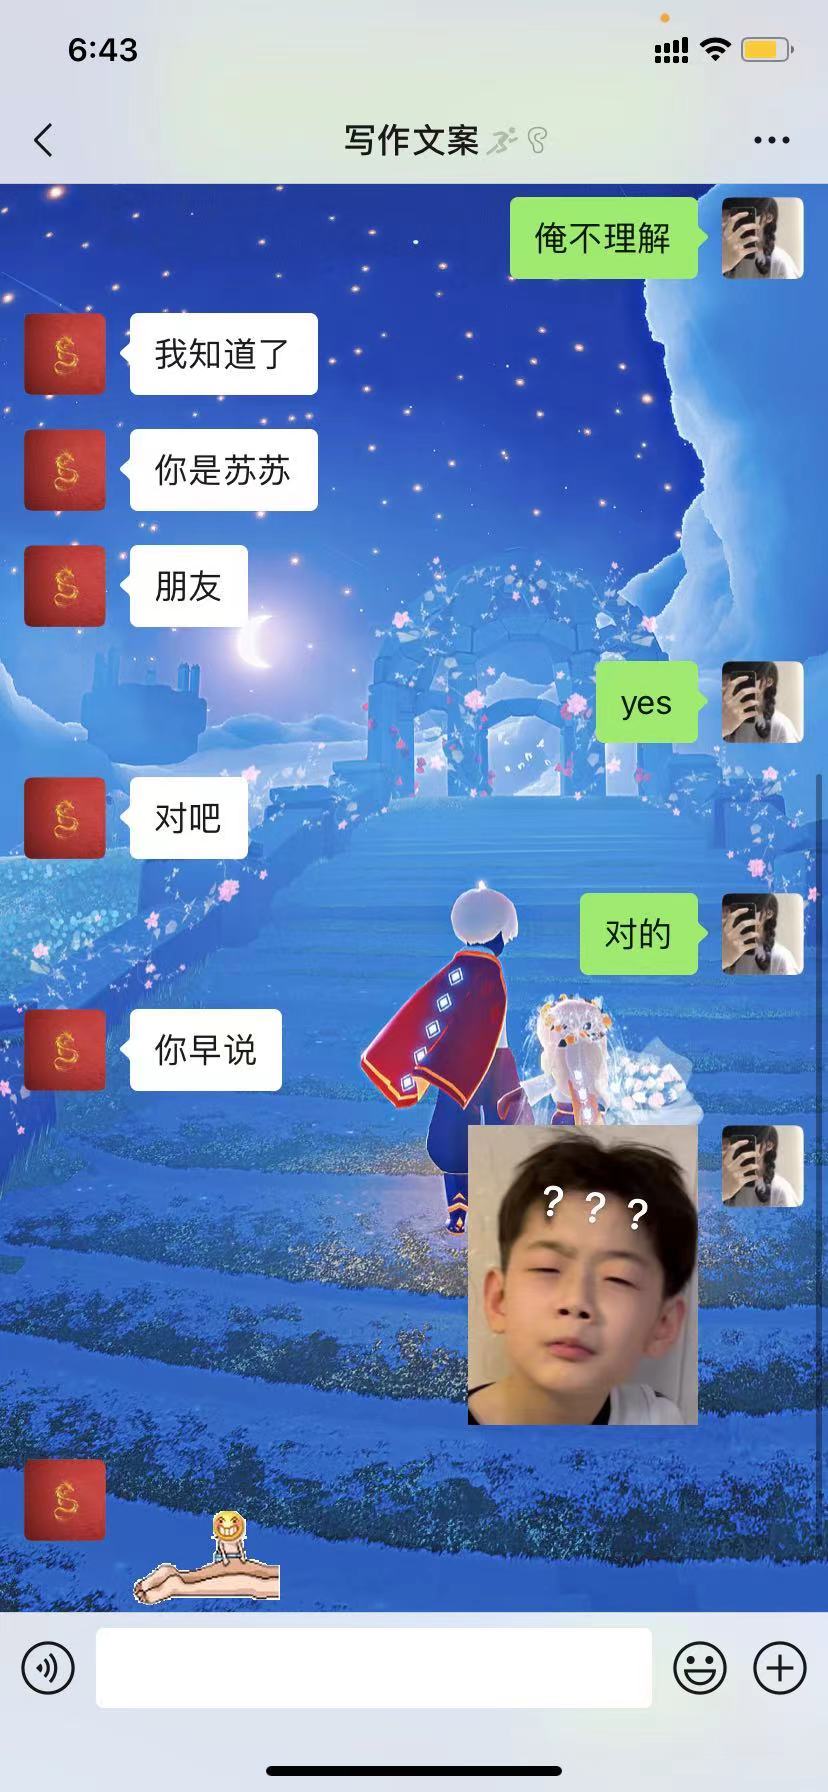 6:43
写作文案
俺不理解
我知道了
你是苏苏
朋友
yes
对吧
对的
你早说
? ? ?